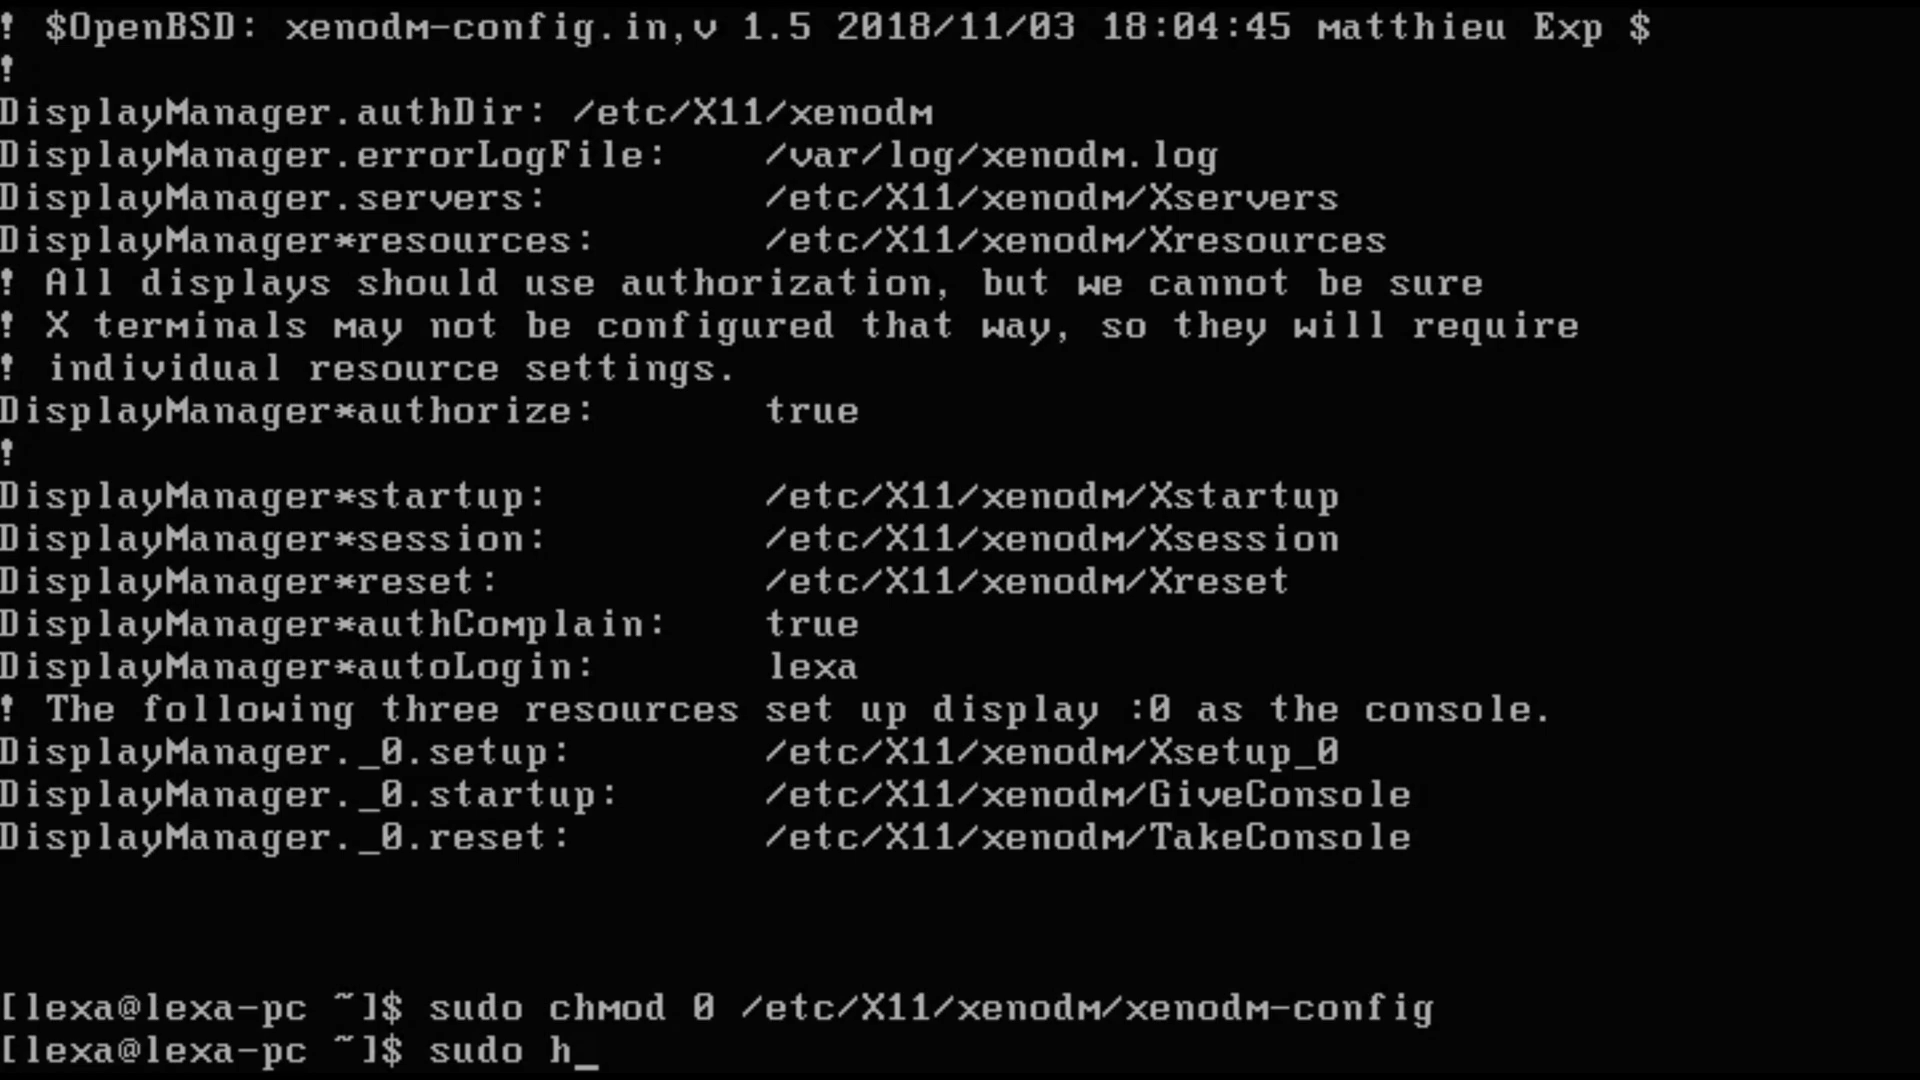 ! $OpenBSD: xenodm-config.in,v 1.5 2018/11/03 18:04:45 matthieu Exp $
!
DisplayManager.authDir: /etc/X11/xenodm
DisplayManager.errorLogFile: /var/log/xenodm.log
DisplayManager.servers: /etc/X11/xenodm/Xservers
DisplayManager*resources: /etc/X11/xenodm/Xresources
! All displays should use authorization, but we cannot be sure
! X terminals may not be configured that way, so they will require
! individual resource settings.
DisplayManager*authorize: true
!
DisplayManager*startup: /etc/X11/xenodm/Xstartup
DisplayManager*session: /etc/X11/xenodm/Xsession
DisplayManager*reset: /etc/X11/xenodm/Xreset
DisplayManager*authComplain: true
DisplayManager*autoLogin: lexa
! The following three resources set up display :0 as the console.
DisplayManager._0.setup: /etc/X11/xenodm/Xsetup_0
DisplayManager._0.startup: /etc/X11/xenodm/GiveConsole
DisplayManager._0.reset: /etc/X11/xenodm/TakeConsole
[lexa@lexa-pc ~]$ sudo chmod 0 /etc/X11/xenodm/xenodm-config
[lexa@lexa-pc ~]$ sudo h_